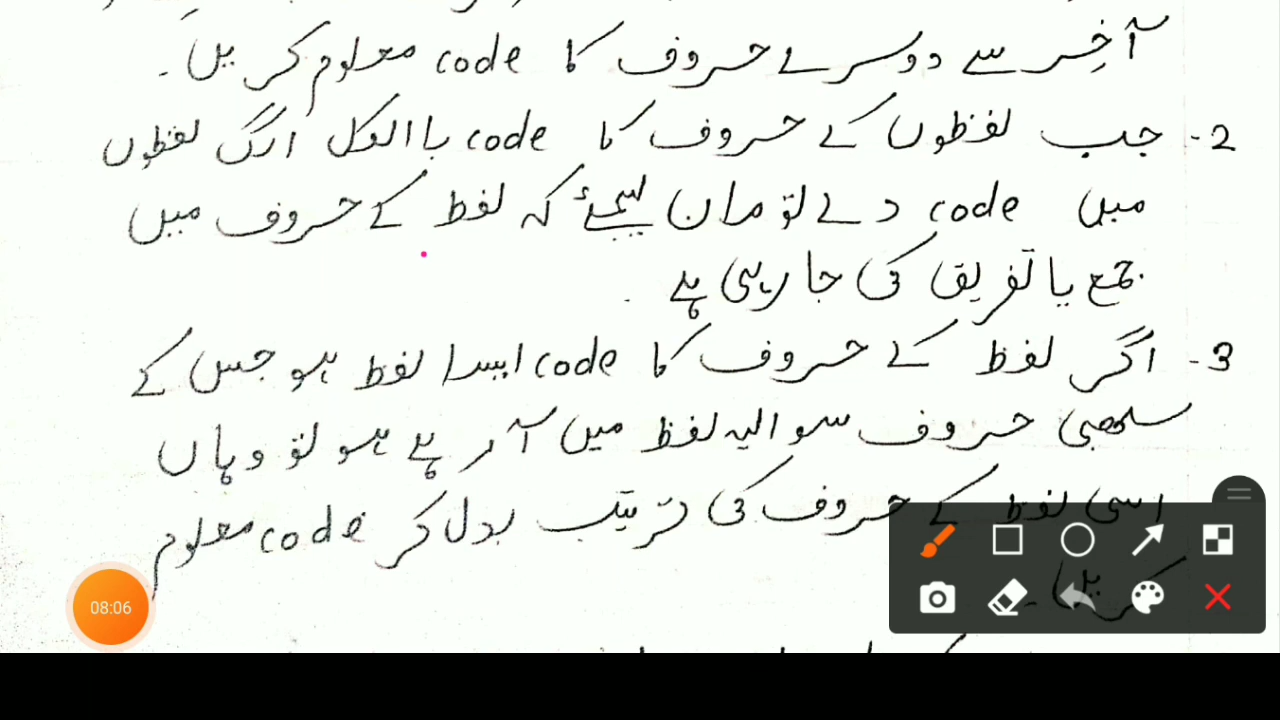 آخِر سے دوسرے حروف کا code معلوم کریں۔
2- جب لفظوں کے حروف کا code باالکل الگ لفظوں
میں code دے تو مان لیجئے کہ لفظ کے حروف میں
جمع یا تفریق کی جا رہی ہے
3- اگر لفظ کے حروف کا code ایسا لفظ ہو جس کے
سبھی حروف سوالیہ لفظ میں آ رہے ہو تو وہاں
اسی لفظ کے حروف کی ترتیب بدل کر code معلوم
کریں۔
08:06